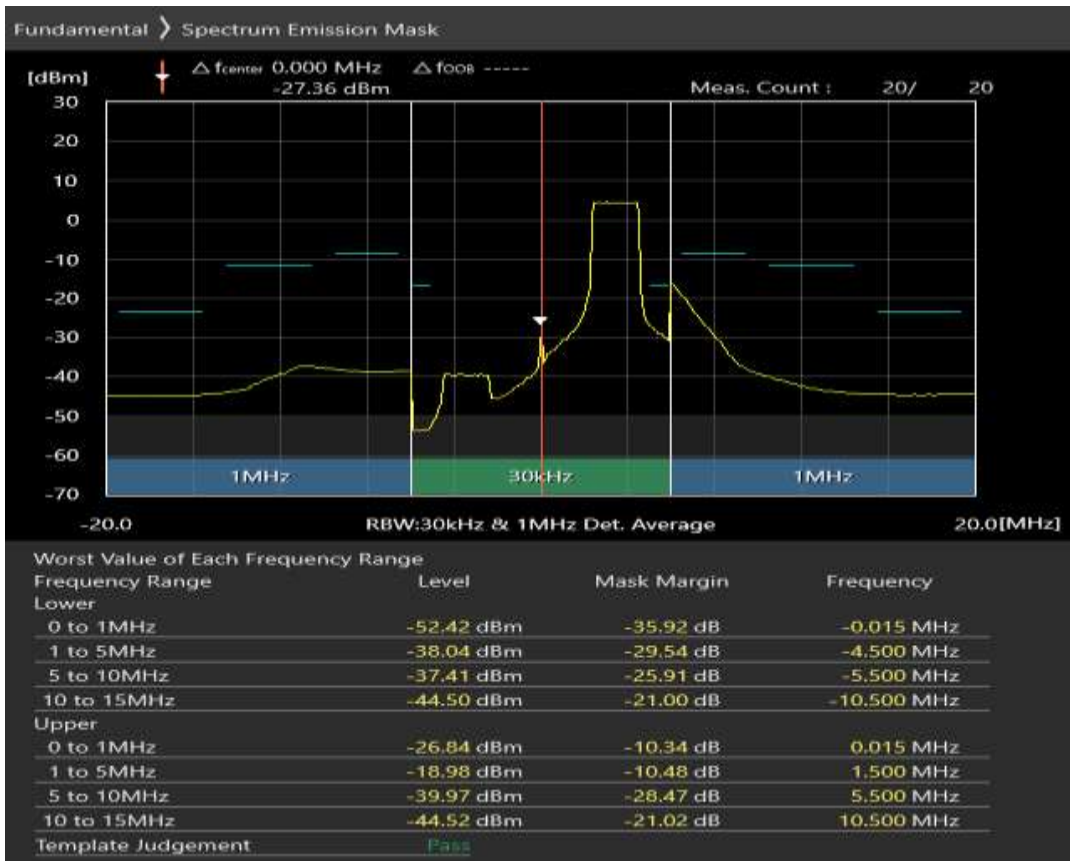 Fundamental ❯ Spectrum Emission Mask
[dBm] △ fcenter 0.000 MHz △ fOOB -----
-27.36 dBm Meas. Count : 20/ 20
30
20
10
0
-10
-20
-30
-40
-50
-60
-70
1MHz 30kHz 1MHz
-20.0 RBW:30kHz & 1MHz Det. Average 20.0[MHz]
Worst Value of Each Frequency Range
Frequency Range Level Mask Margin Frequency
Lower
0 to 1MHz -52.42 dBm -35.92 dB -0.015 MHz
1 to 5MHz -38.04 dBm -29.54 dB -4.500 MHz
5 to 10MHz -37.41 dBm -25.91 dB -5.500 MHz
10 to 15MHz -44.50 dBm -21.00 dB -10.500 MHz
Upper
0 to 1MHz -26.84 dBm -10.34 dB 0.015 MHz
1 to 5MHz -18.98 dBm -10.48 dB 1.500 MHz
5 to 10MHz -39.97 dBm -28.47 dB 5.500 MHz
10 to 15MHz -44.52 dBm -21.02 dB 10.500 MHz
Template Judgement Pass